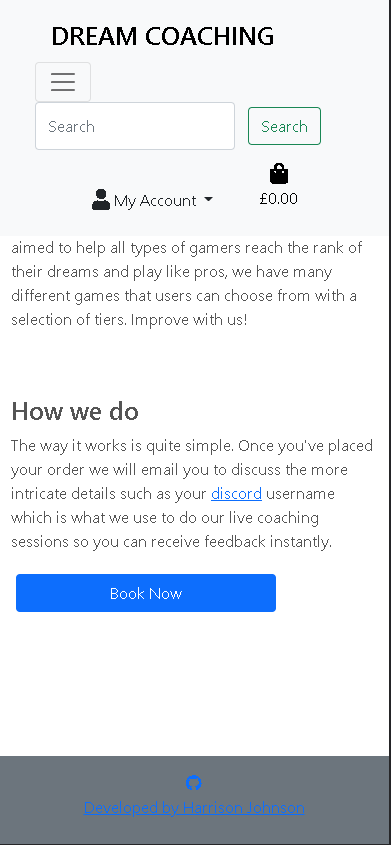 DREAM COACHING
Search
Search
My Account
£0.00
aimed to help all types of gamers reach the rank of
their dreams and play like pros, we have many
different games that users can choose from with a
selection of tiers. Improve with us!
How we do
The way it works is quite simple. Once you've placed
your order we will email you to discuss the more
intricate details such as your discord username
which is what we use to do our live coaching
sessions so you can receive feedback instantly.
Book Now
Developed by Harrison Johnson